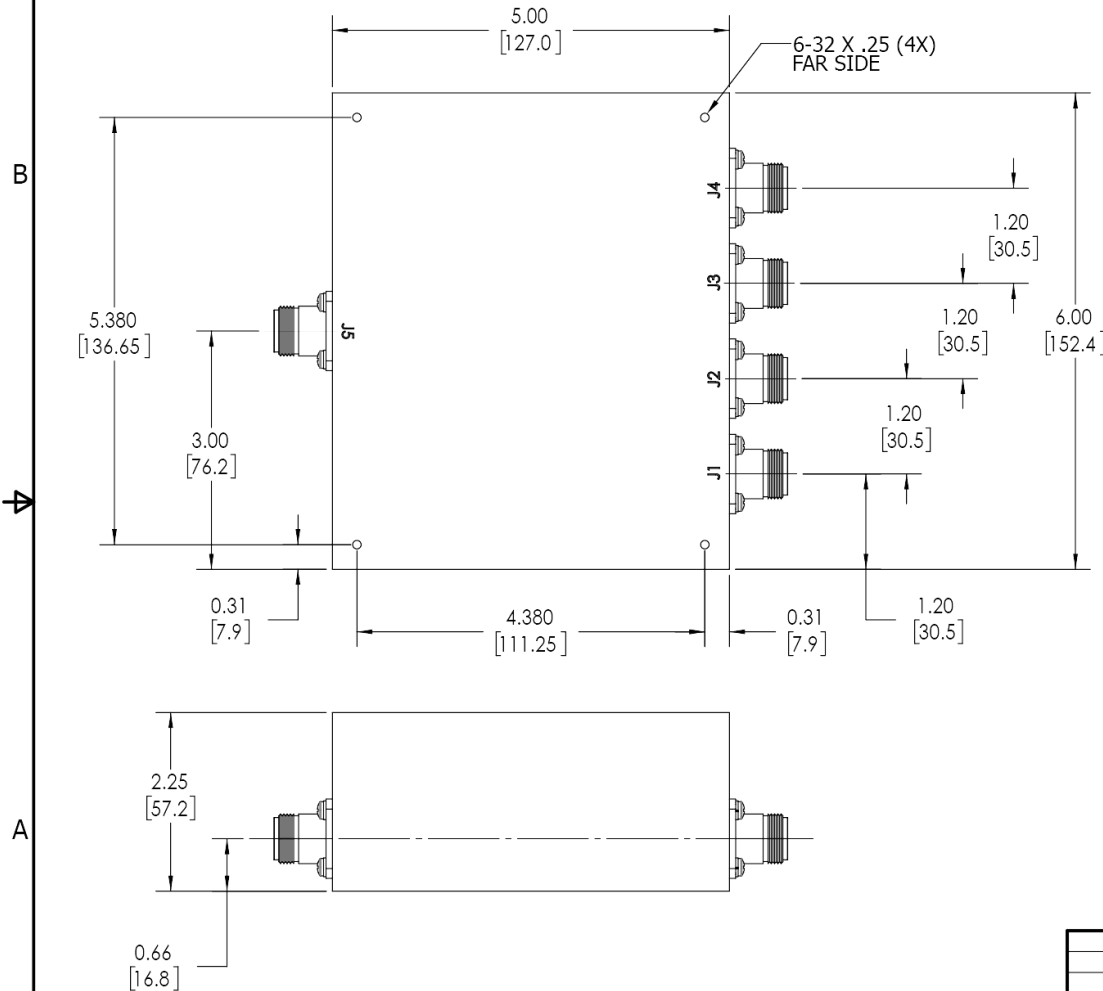 5.00
[127.0]
6-32 X .25 (4X)
FAR SIDE
B
J4
1.20
[30.5]
J3
5.380
[136.65]
J5
1.20
[30.5]
6.00
[152.4]
J2
1.20
[30.5]
3.00
[76.2]
J1
0.31
[7.9]
4.380
[111.25]
0.31
[7.9]
1.20
[30.5]
2.25
[57.2]
A
0.66
[16.8]